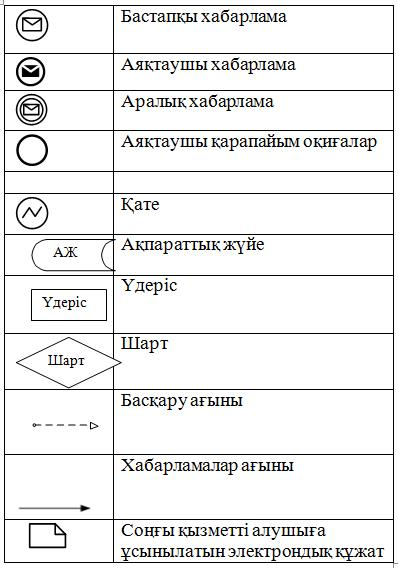 Бастапқы хабарлама
Аяқтаушы хабарлама
Аралық хабарлама
Аяқтаушы қарапайым оқиғалар
Қате
АЖ
Ақпараттық жүйе
Үдеріс
Үдеріс
Шарт
Шарт
Басқару ағыны
Хабарламалар ағыны
Соңғы қызметті алушыға
ұсынылатын электрондық құжат